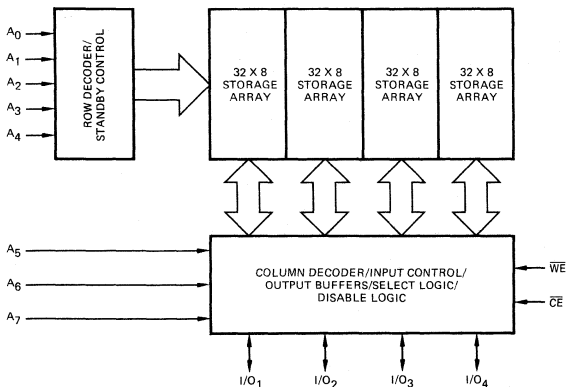 A0
A1
A2
A3
A4
ROW DECODER/
STANDBY CONTROL
32 X 8
STORAGE
ARRAY
32 X 8
STORAGE
ARRAY
32 X 8
STORAGE
ARRAY
32 X 8
STORAGE
ARRAY
A5
A6
A7
COLUMN DECODER/INPUT CONTROL/
OUTPUT BUFFERS/SELECT LOGIC/
DISABLE LOGIC
WE
CE
I/O1
I/O2
I/O3
I/O4